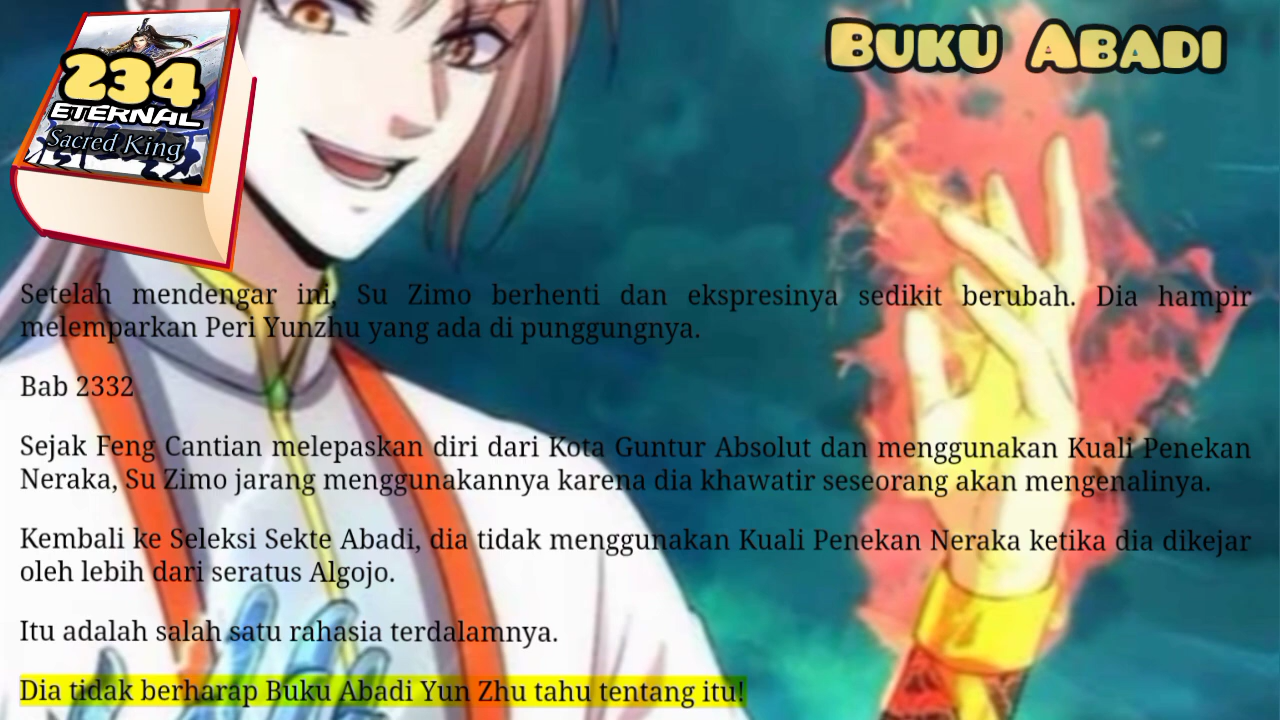 234
ETERNAL
Sacred King
BUKU ABADI
Setelah mendengar ini, Su Zimo berhenti dan ekspresinya sedikit berubah. Dia hampir
melemparkan Peri Yunzhu yang ada di punggungnya.
Bab 2332
Sejak Feng Cantian melepaskan diri dari Kota Guntur Absolut dan menggunakan Kuali Penekan
Neraka, Su Zimo jarang menggunakannya karena dia khawatir seseorang akan mengenalinya.
Kembali ke Seleksi Sekte Abadi, dia tidak menggunakan Kuali Penekan Neraka ketika dia dikejar
oleh lebih dari seratus Algojo.
Itu adalah salah satu rahasia terdalamnya.
Dia tidak berharap Buku Abadi Yun Zhu tahu tentang itu!